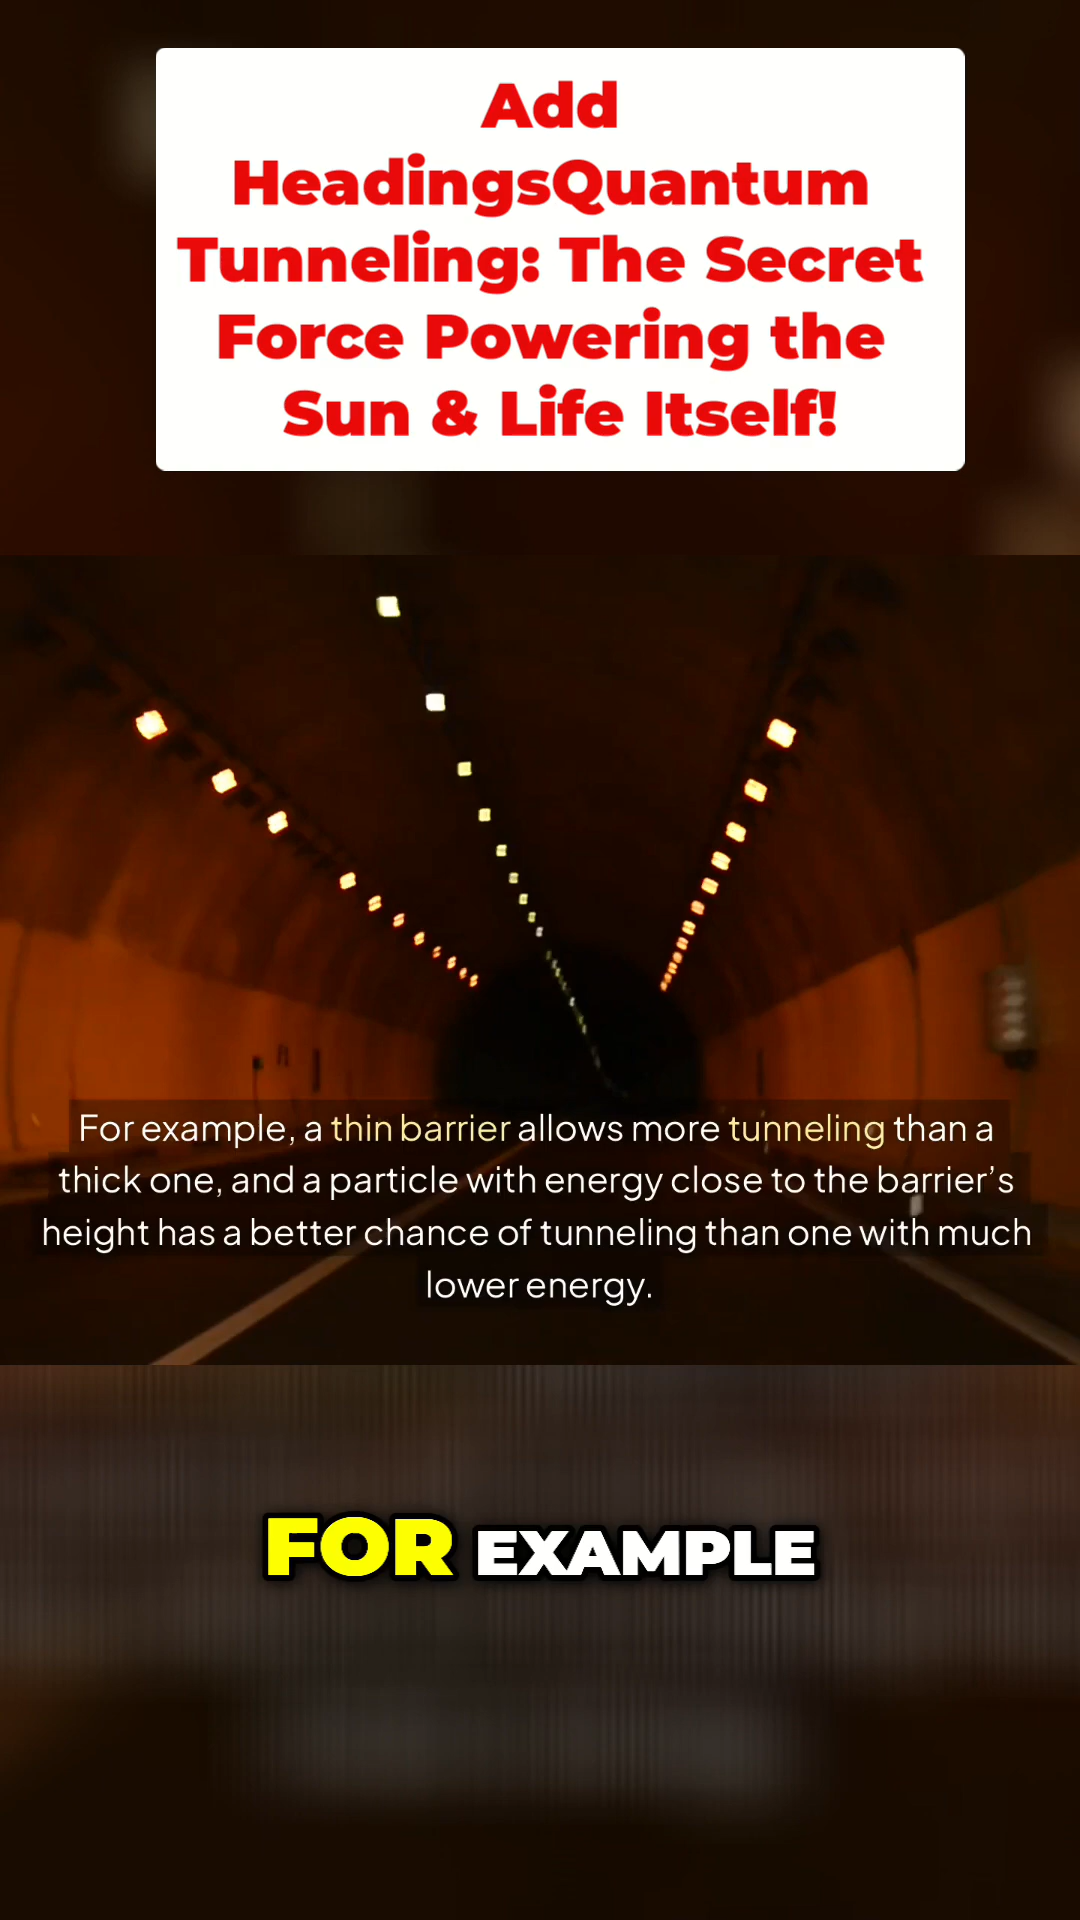 Add
HeadingsQuantum
Tunneling: The Secret
Force Powering the
Sun & Life Itself!
For example, a thin barrier allows more tunneling than a
thick one, and a particle with energy close to the barrier’s
height has a better chance of tunneling than one with much
lower energy.
FOR EXAMPLE